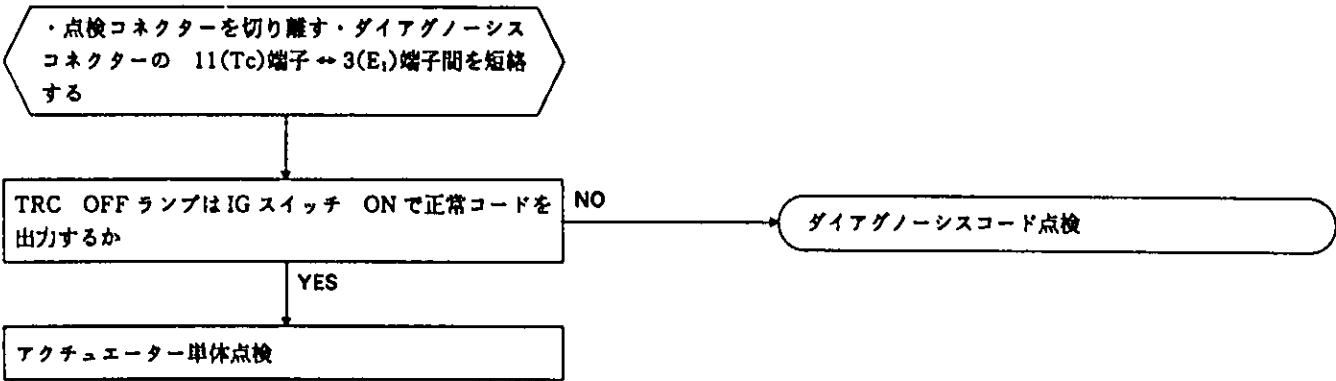 ・点検コネクターを切り離す・ダイアグノーシス
コネクターの 11(Tc)端子↔3(E₁)端子間を短絡
する
TRC OFFランプはIGスイッチ ONで正常コードを
出力するか
NO
ダイアグノーシスコード点検
YES
アクチュエーター単体点検